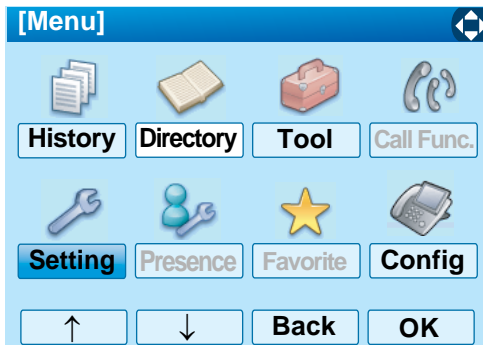 [Menu]
History Directory Tool Call Func.
Setting Presence Favorite Config
↑ ↓ Back OK